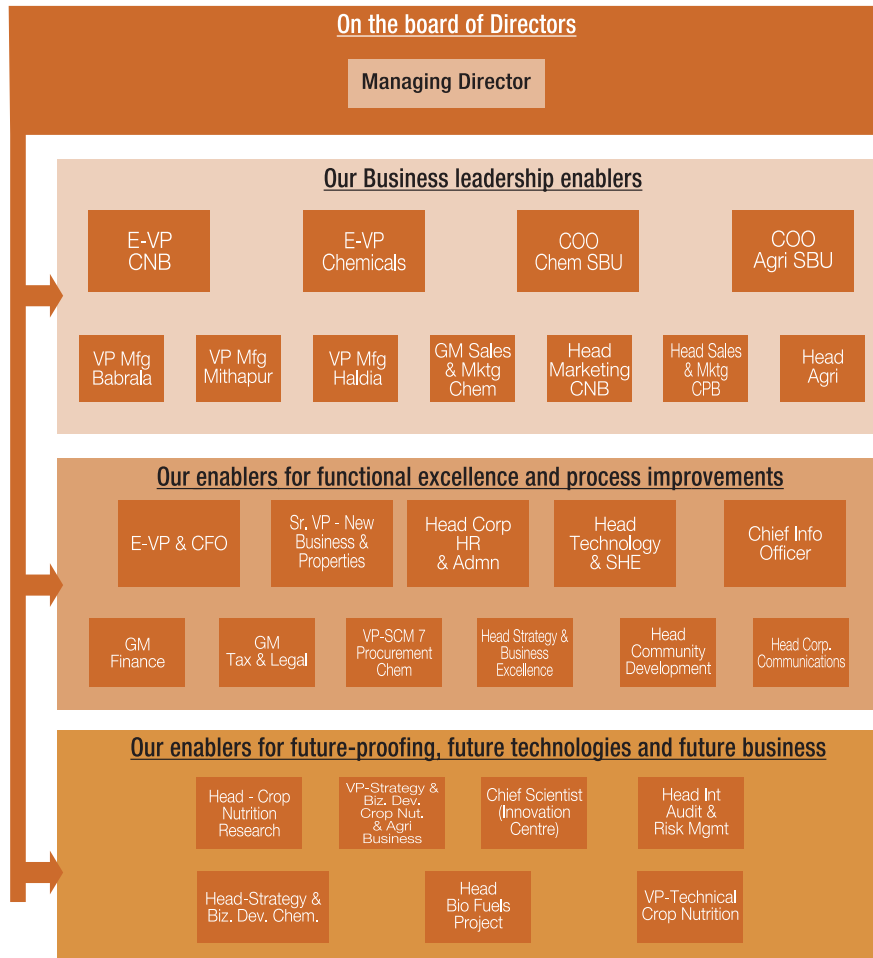 On the board of Directors
Managing Director
Our Business leadership enablers
E-VP
CNB
E-VP
Chemicals
COO
Chem SBU
COO
Agri SBU
VP Mfg
Babrala
VP Mfg
Mithapur
VP Mfg
Haldia
GM Sales
& Mktg
Chem
Head
Marketing
CNB
Head Sales
& Mktg
CPB
Head
Agri
Our enablers for functional excellence and process improvements
E-VP & CFO
Sr. VP - New
Business &
Properties
Head Corp
HR
& Admn
Head
Technology
& SHE
Chief Info
Officer
GM
Finance
GM
Tax & Legal
VP-SCM 7
Procurement
Chem
Head Strategy &
Business
Excellence
Head
Community
Development
Head Corp.
Communications
Our enablers for future-proofing, future technologies and future business
Head - Crop
Nutrition
Research
VP-Strategy &
Biz. Dev.
Crop Nut.
& Agri
Business
Chief Scientist
(Innovation
Centre)
Head Int
Audit &
Risk Mgmt
Head-Strategy &
Biz. Dev. Chem.
Head
Bio Fuels
Project
VP-Technical
Crop Nutrition